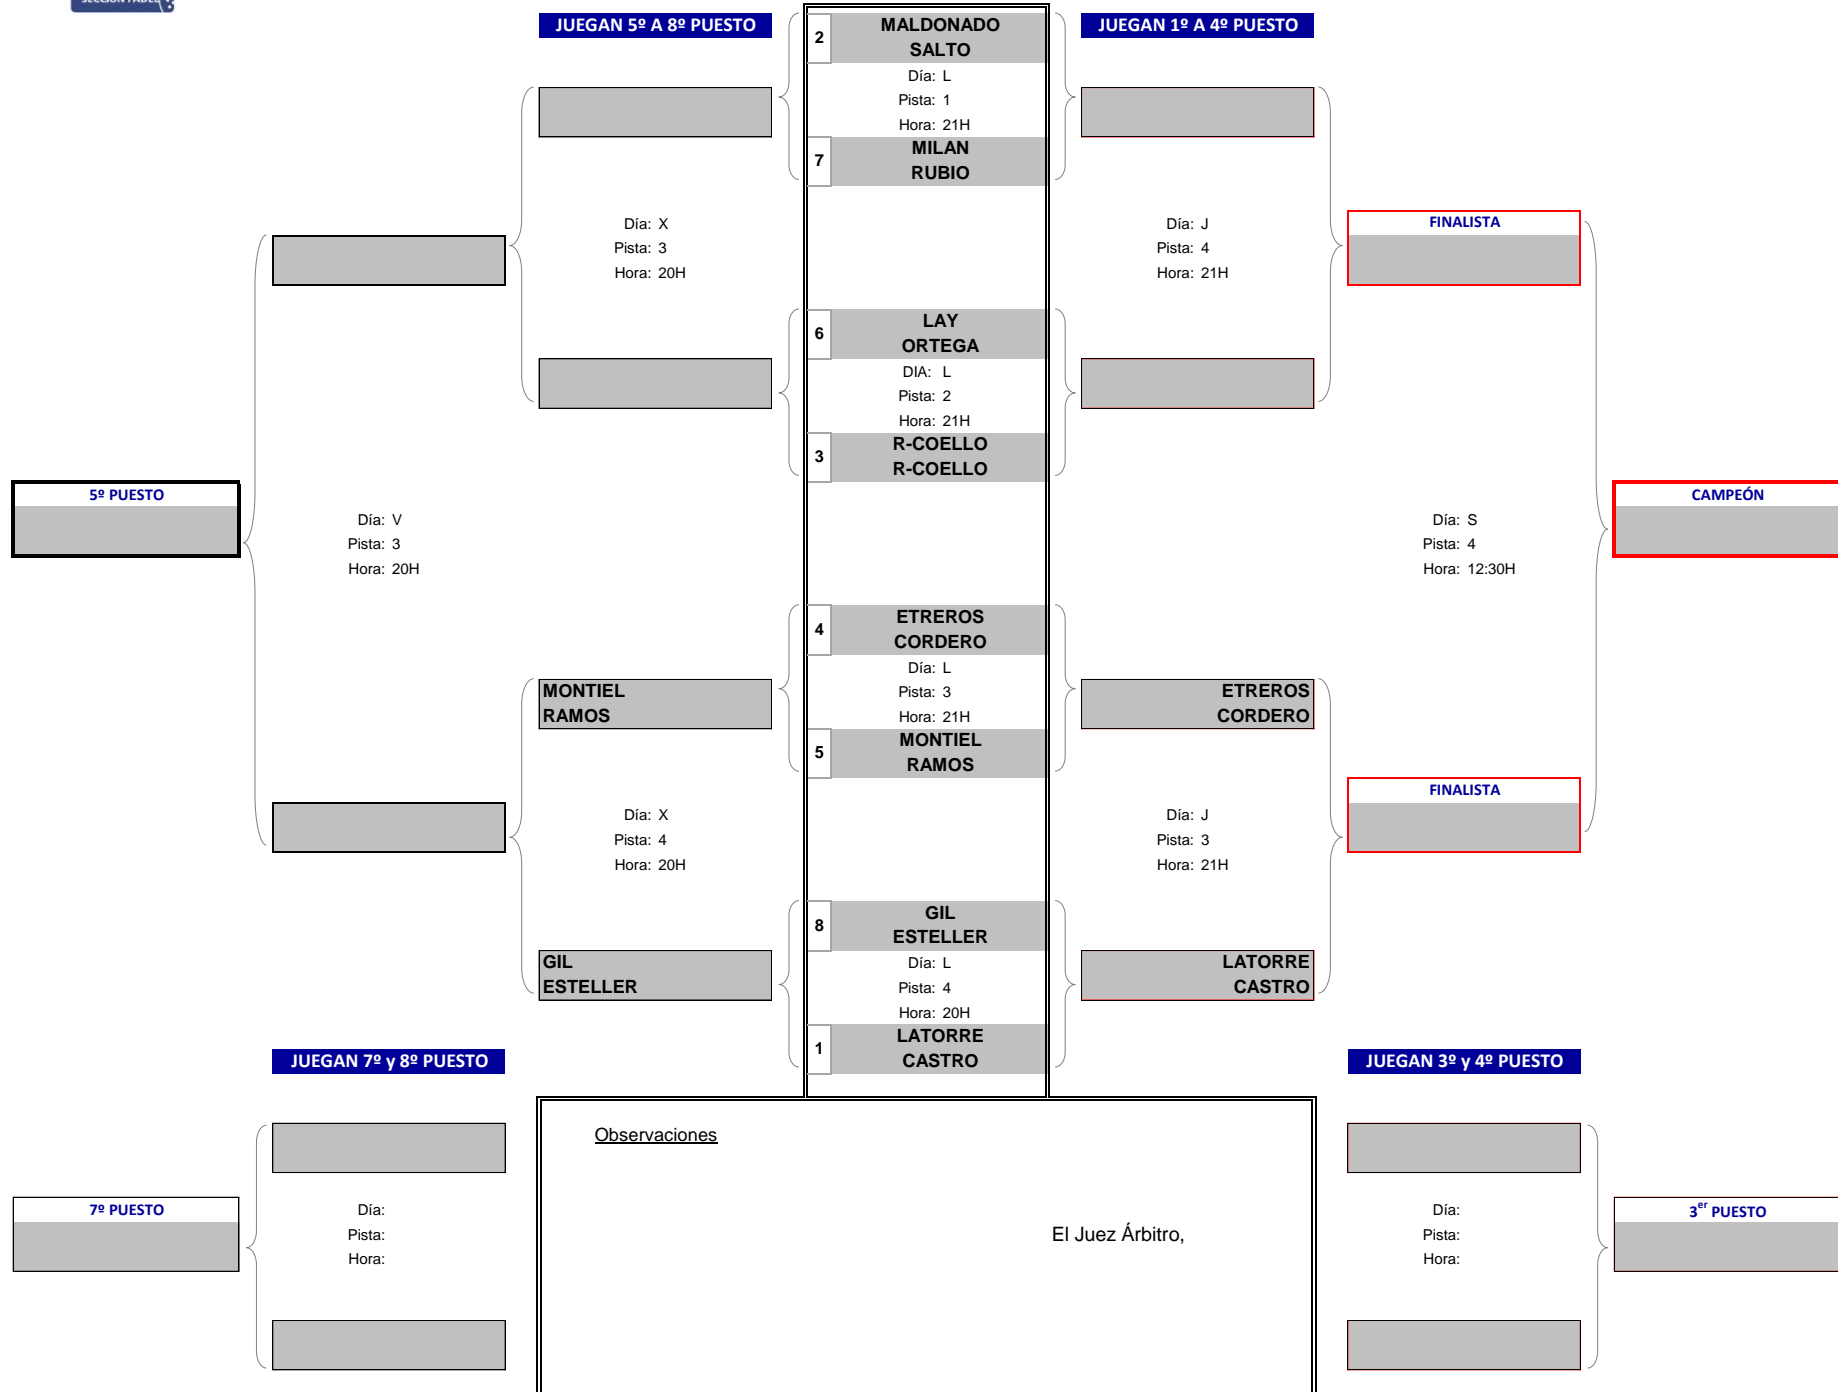 SECCIÓN PÁDEL
JUEGAN 5º A 8º PUESTO
2
MALDONADO
SALTO
JUEGAN 1º A 4º PUESTO
Día: L
Pista: 1
Hora: 21H
7
MILAN
RUBIO
Día: X
Pista: 3
Hora: 20H
Día: J
Pista: 4
Hora: 21H
FINALISTA
6
LAY
ORTEGA
DIA: L
Pista: 2
Hora: 21H
3
R-COELLO
R-COELLO
5º PUESTO
Día: V
Pista: 3
Hora: 20H
Día: S
Pista: 4
Hora: 12:30H
CAMPEÓN
4
ETREROS
CORDERO
Día: L
Pista: 3
Hora: 21H
5
MONTIEL
RAMOS
MONTIEL
RAMOS
ETREROS
CORDERO
Día: X
Pista: 4
Hora: 20H
Día: J
Pista: 3
Hora: 21H
FINALISTA
8
GIL
ESTELLER
Día: L
Pista: 4
Hora: 20H
1
LATORRE
CASTRO
GIL
ESTELLER
LATORRE
CASTRO
JUEGAN 7º y 8º PUESTO
JUEGAN 3º y 4º PUESTO
Observaciones
7º PUESTO
Día:
Pista:
Hora:
El Juez Árbitro,
Día:
Pista:
Hora:
3er PUESTO